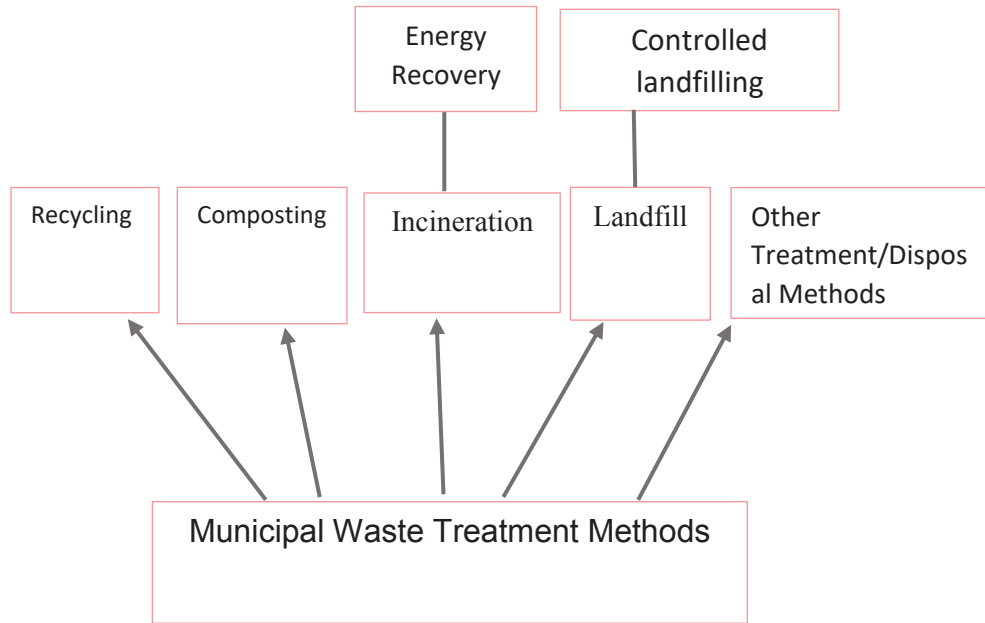 Energy
Recovery
Controlled
landfilling
Recycling
Composting
Incineration
Landfill
Other
Treatment/Dispos
al Methods
Municipal Waste Treatment Methods